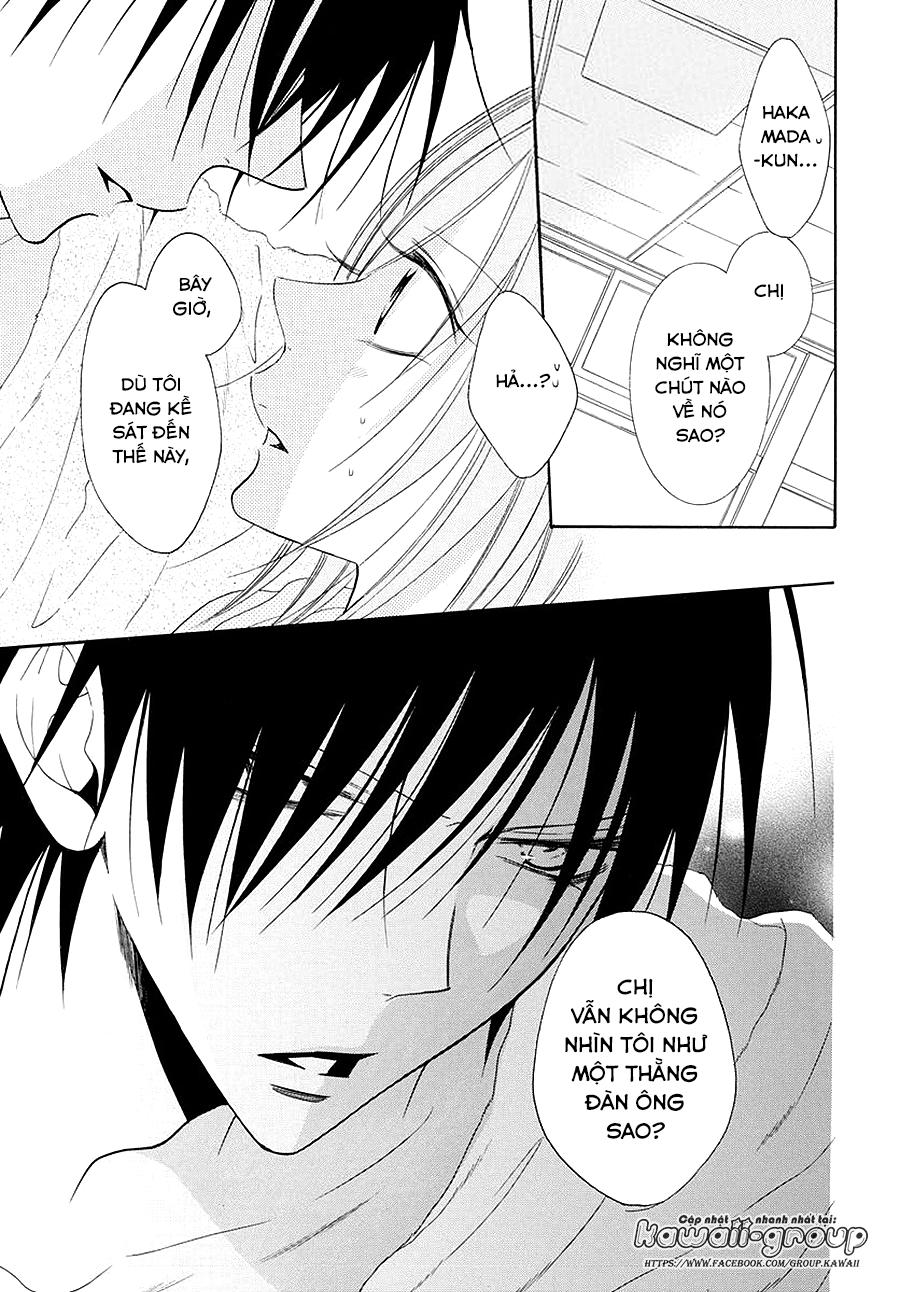 HAKA
MADA
-KUN...
CHỊ
KHÔNG
NGHĨ MỘT
CHÚT NÀO
VỀ NÓ
SAO?
HẢ...?
BÂY
GIỜ,
DÙ TÔI
ĐANG KỀ
SÁT ĐẾN
THẾ NÀY,
CHỊ
VẪN KHÔNG
NHÌN TÔI NHƯ
MỘT THẰNG
ĐÀN ÔNG
SAO?
Cập nhật nhanh nhất tại:
kawaii-group
HTTPS://WWW.FACEBOOK.COM/GROUP.KAWAII